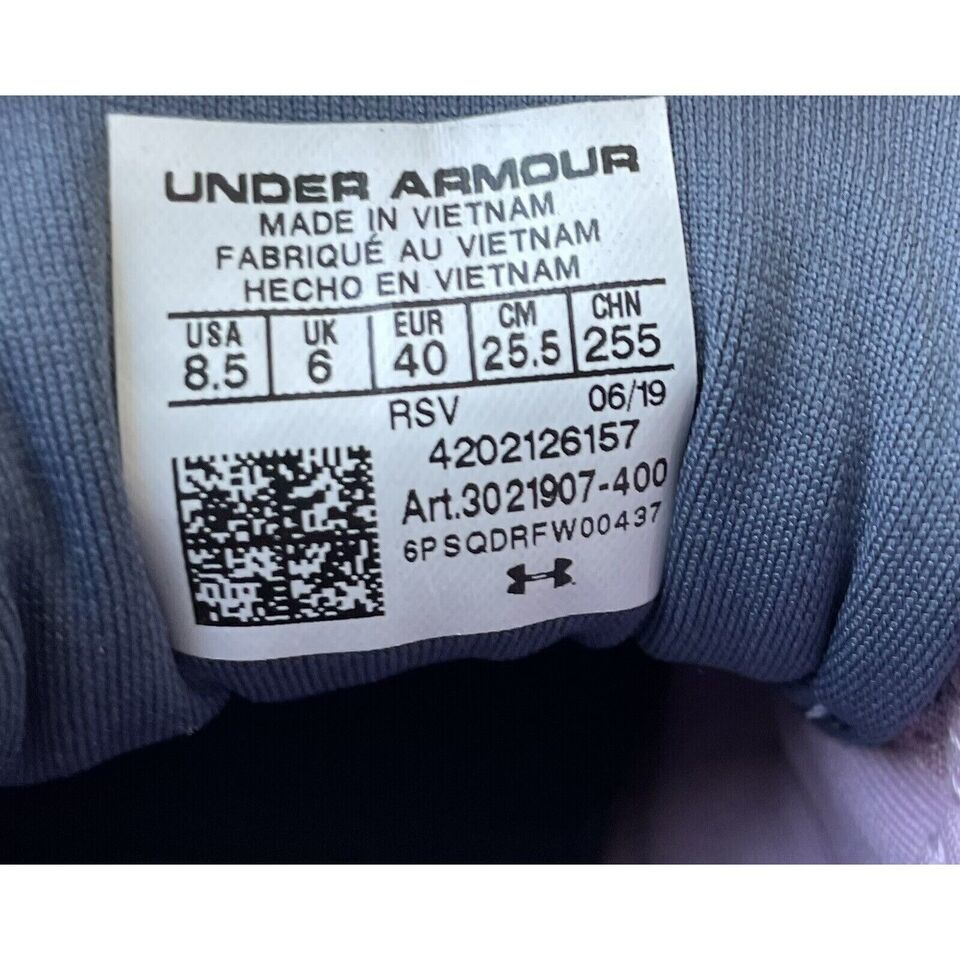 UNDER ARMOUR
MADE IN VIETNAM
FABRIQUÉ AU VIETNAM
HECHO EN VIETNAM
USA UK EUR CM CHN
8.5 6 40 25.5 255
RSV 06/19
4202126157
Art.3021907-400
6PSQDRFW00437